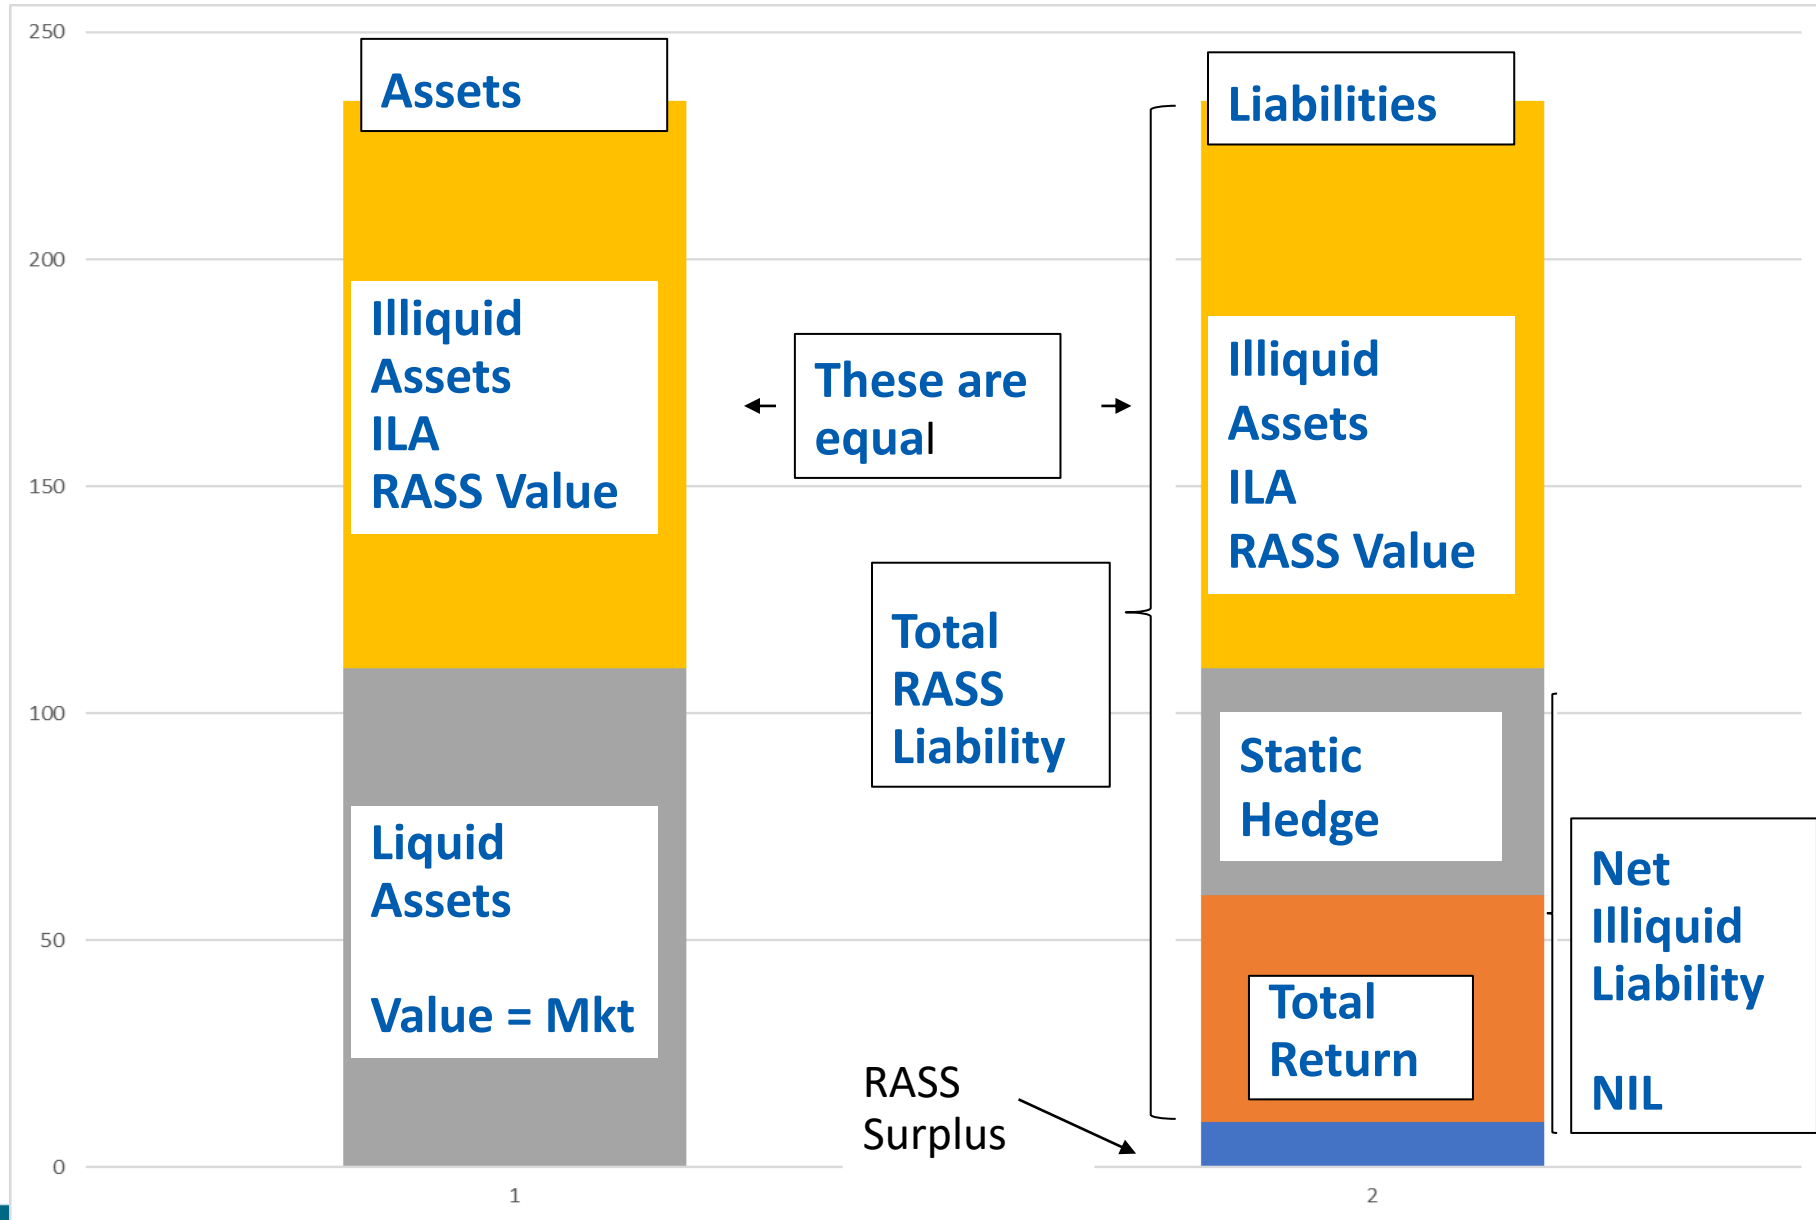 250
200
150
100
50
0
Assets
Illiquid
Assets
ILA
RASS Value
Liquid
Assets
Value = Mkt
These are
equal
Total
RASS
Liability
RASS
Surplus
Liabilities
Illiquid
Assets
ILA
RASS Value
Static
Hedge
Total
Return
Net
Illiquid
Liability
NIL
1
2